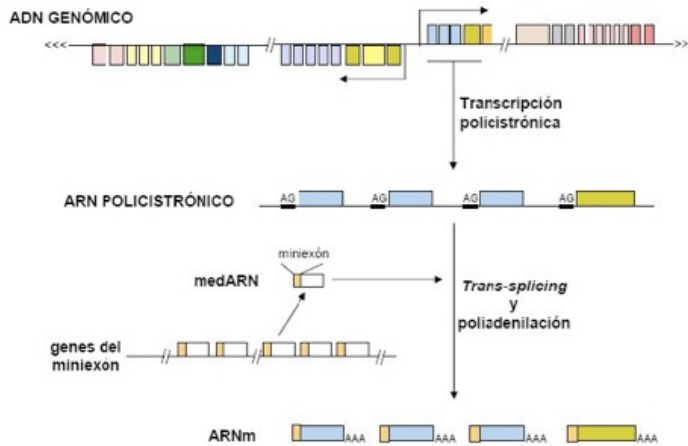 ADN GENÓMICO
<<<
//
//
>>>
Transcripción
policistrónica
ARN POLICISTRÓNICO
AG
AG
AG
AG
miniexón
medARN
Trans-splicing
y
poliadenilación
genes del
miniexón
//
//
//
ARNm
AAA
AAA
AAA
AAA